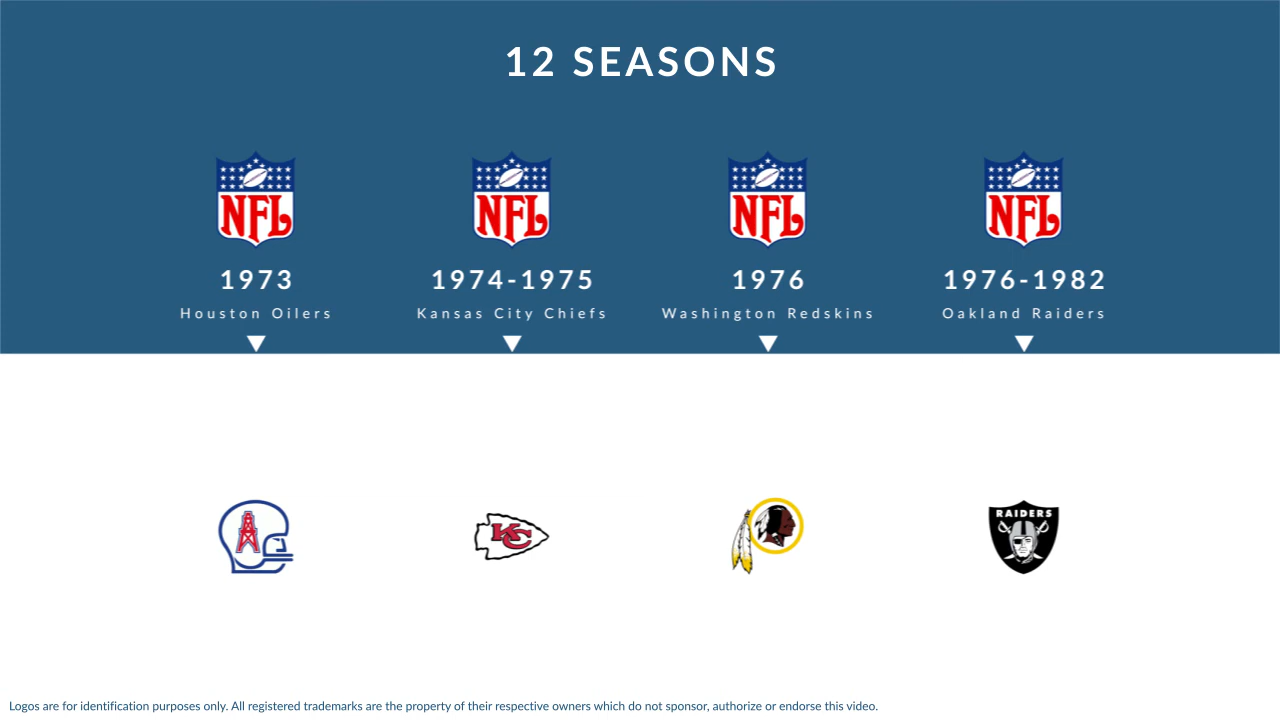 12 SEASONS
NFL NFL NFL NFL
1973 1974-1975 1976 1976-1982
Houston Oilers Kansas City Chiefs Washington Redskins Oakland Raiders
KC RAIDERS
Logos are for identification purposes only. All registered trademarks are the property of their respective owners which do not sponsor, authorize or endorse this video.